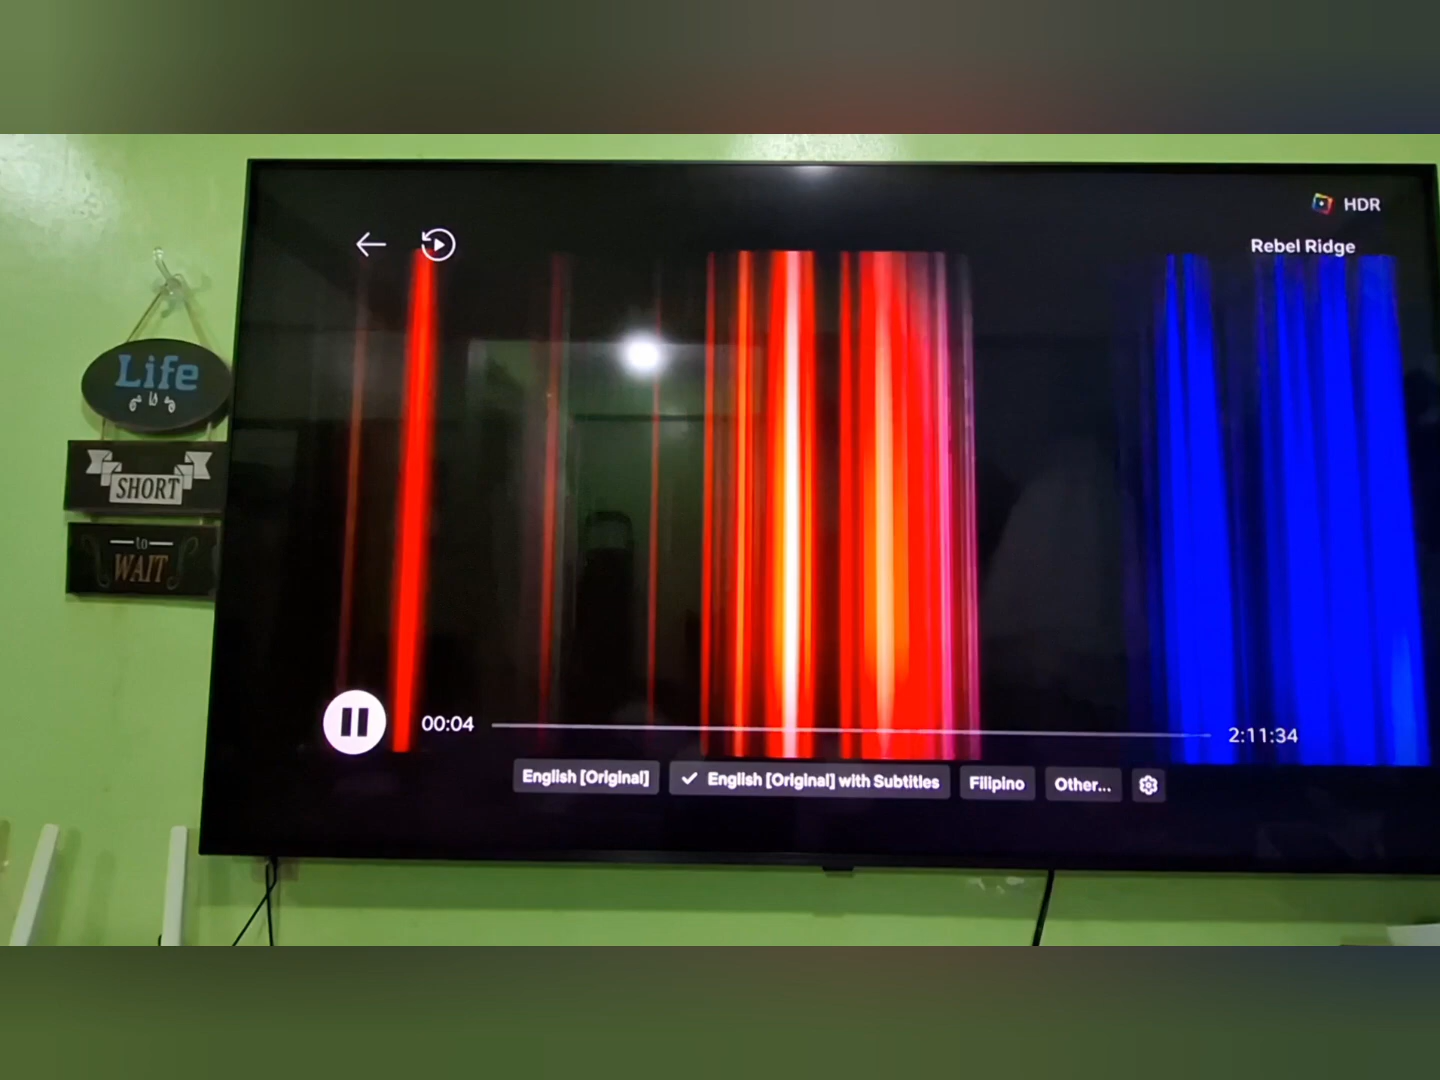 HDR
Rebel Ridge
Life
is
SHORT
to
WAIT
00:04
2:11:34
English [Original]
English [Original] with Subtitles
Filipino
Other...